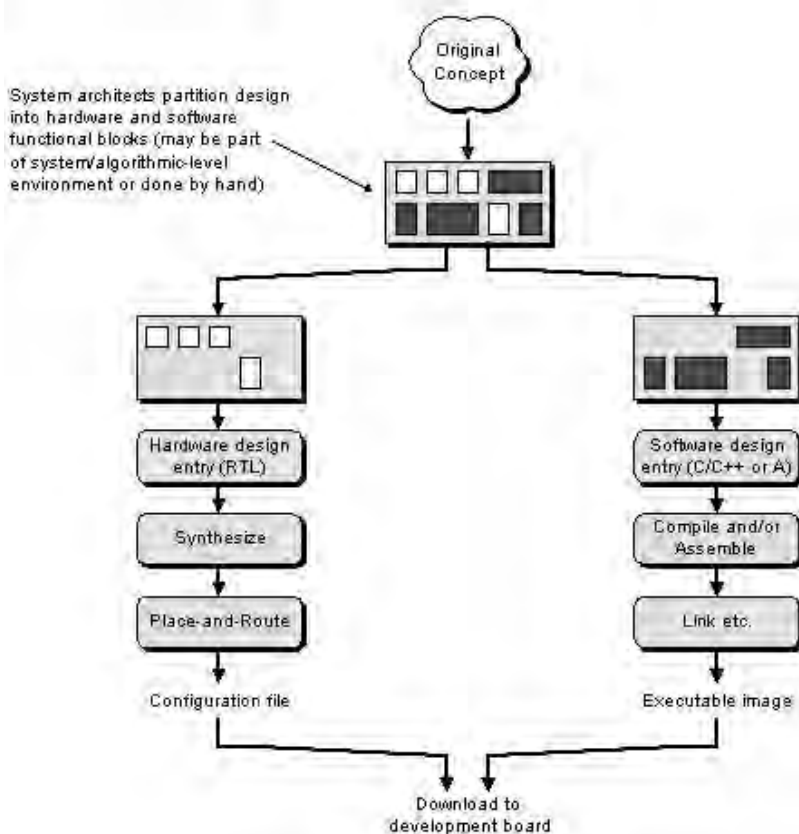 Original
Concept
System architects partition design
into hardware and software
functional blocks (may be part
of system/algorithmic-level
environment or done by hand)
Hardware design
entry (RTL)
Software design
entry (C/C++ or A)
Synthesize
Compile and/or
Assemble
Place-and-Route
Link etc.
Configuration file
Executable image
Download to
development board